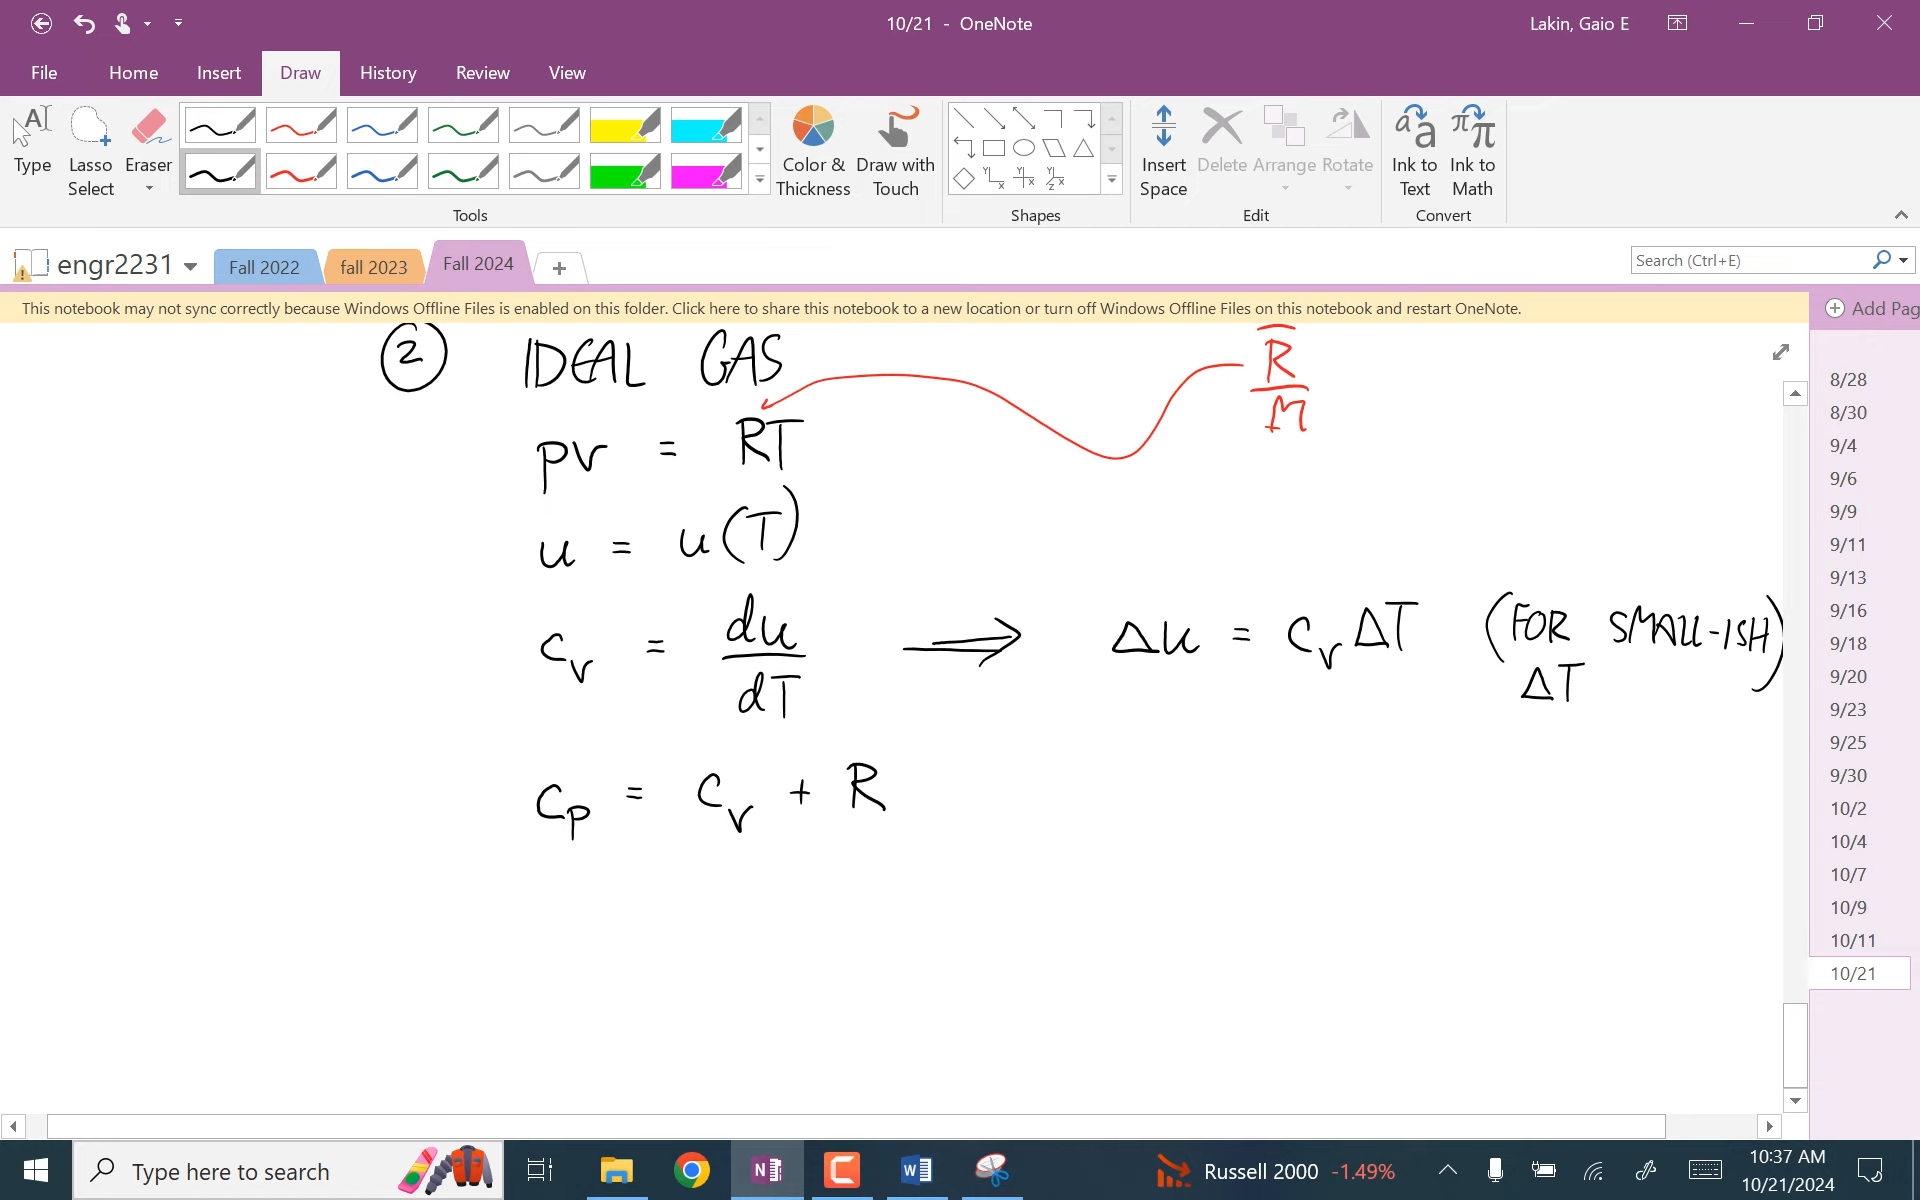 10/21 - OneNote
Lakin, Gaio E
File Home Insert Draw History Review View
Type
Lasso Select
Eraser
Color & Thickness
Draw with Touch
Insert Space
Delete
Arrange
Rotate
Ink to Text
Ink to Math
Tools
Shapes
Edit
Convert
engr2231
Fall 2022
fall 2023
Fall 2024
Search (Ctrl+E)
This notebook may not sync correctly because Windows Offline Files is enabled on this folder. Click here to share this notebook to a new location or turn off Windows Offline Files on this notebook and restart OneNote.
Add Pag
② IDEAL GAS
R̅/M
pv = RT
u = u(T)
c_v = du/dT ⟹ Δu = c_v ΔT (FOR SMALL-ISH) ΔT
c_p = c_v + R
8/28
8/30
9/4
9/6
9/9
9/11
9/13
9/16
9/18
9/20
9/23
9/25
9/30
10/2
10/4
10/7
10/9
10/11
10/21
Type here to search
Russell 2000 -1.49%
10:37 AM
10/21/2024